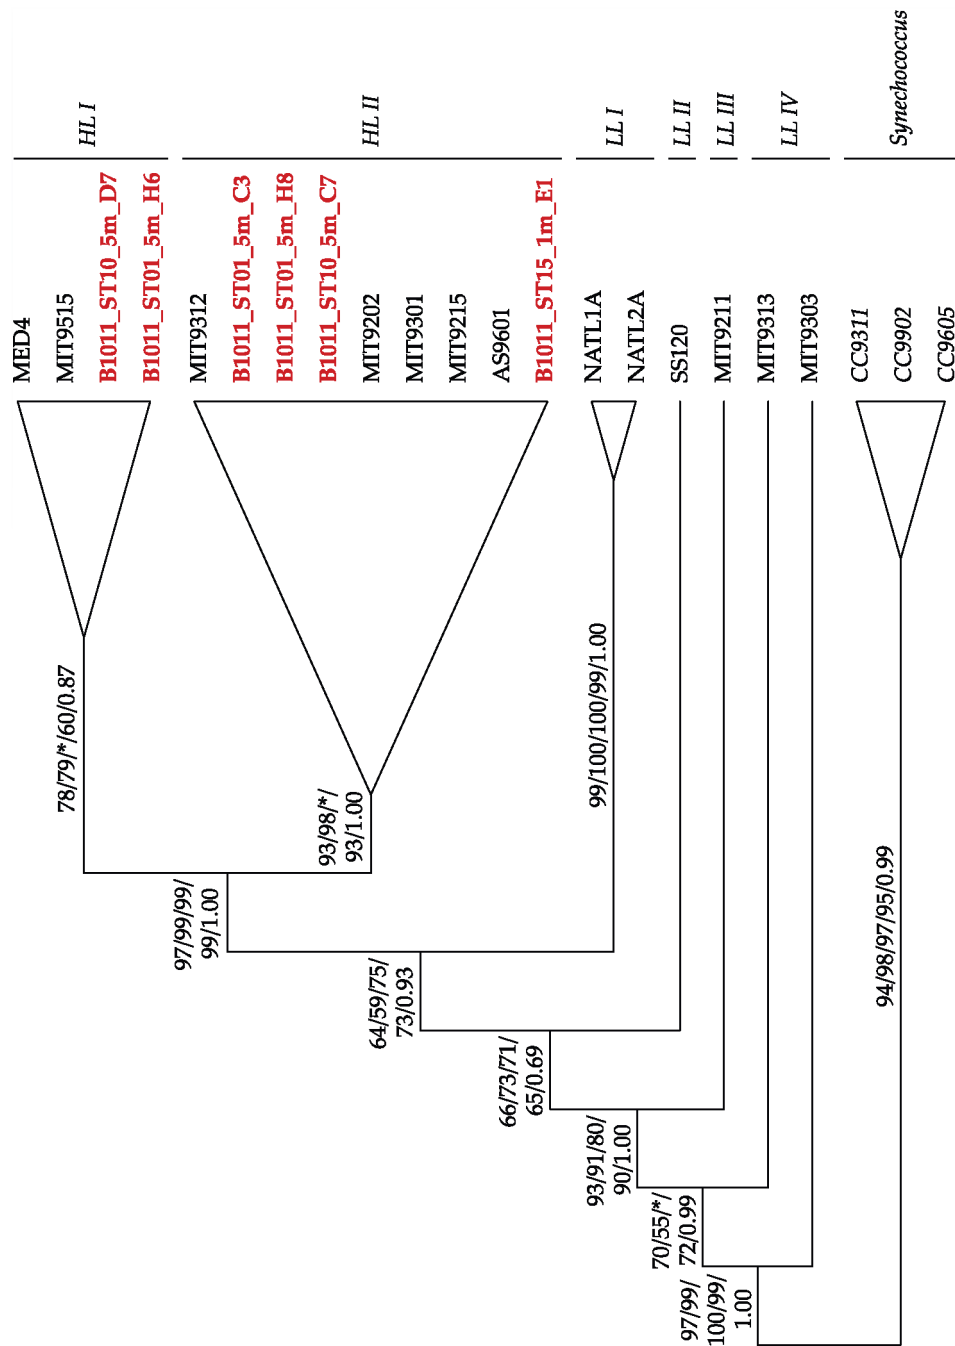 MED4
MIT9515
B1011_ST10_5m_D7
B1011_ST01_5m_H6
HL I
MIT9312
B1011_ST01_5m_C3
B1011_ST01_5m_H8
B1011_ST10_5m_C7
MIT9202
MIT9301
MIT9215
AS9601
B1011_ST15_1m_E1
HL II
NATL1A
NATL2A
LL I
SS120
LL II
MIT9211
LL III
MIT9313
MIT9303
LL IV
CC9311
CC9902
CC9605
Synechococcus
78/79/*/60/0.87
93/98/*/
93/1.00
97/99/99/
99/1.00
99/100/100/99/1.00
64/59/75/
73/0.93
66/73/71/
65/0.69
93/91/80/
90/1.00
70/55/*/
72/0.99
97/99/
100/99/
1.00
94/98/97/95/0.99